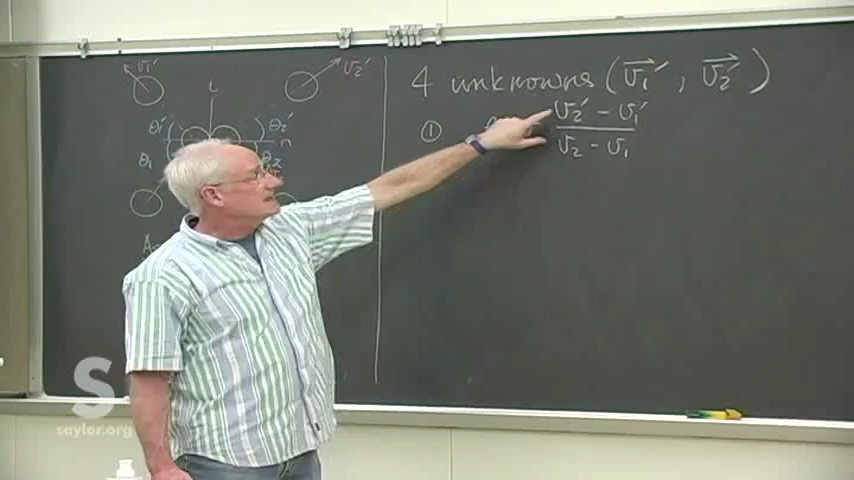 v₁′
v₂′
t
θ₁′
θ₂′
θ₁
θ₂
n
4 unknowns (v₁′, v₂′)
①
v₂′ - v₁′
v₂ - v₁
S
saylor.org